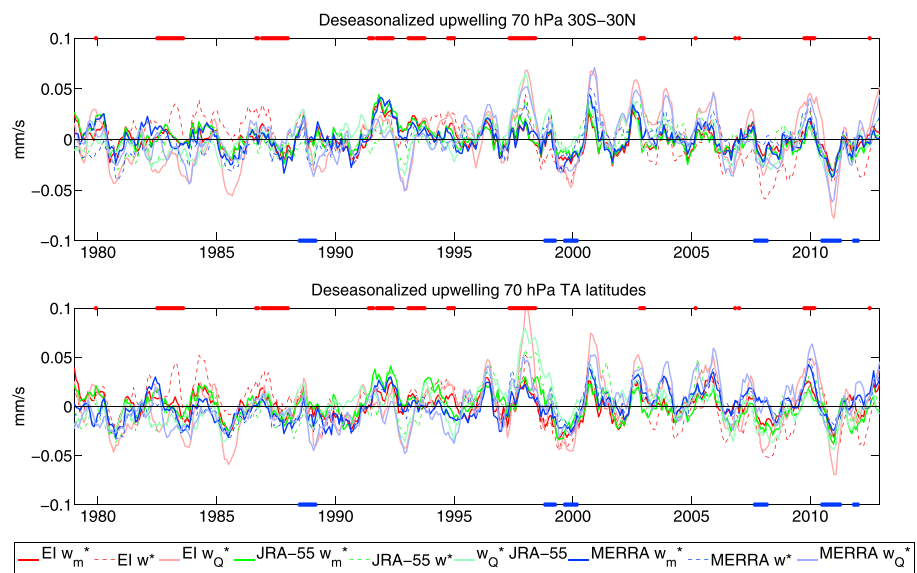 Deseasonalized upwelling 70 hPa 30S−30N
0.1
0.05
0
−0.05
−0.1
mm/s
1980 1985 1990 1995 2000 2005 2010
Deseasonalized upwelling 70 hPa TA latitudes
0.1
0.05
0
−0.05
−0.1
mm/s
1980 1985 1990 1995 2000 2005 2010
EI w_m^* EI w* EI w_Q^* JRA−55 w_m^* JRA−55 w* w_Q^* JRA−55 MERRA w_m^* MERRA w* MERRA w_Q^*